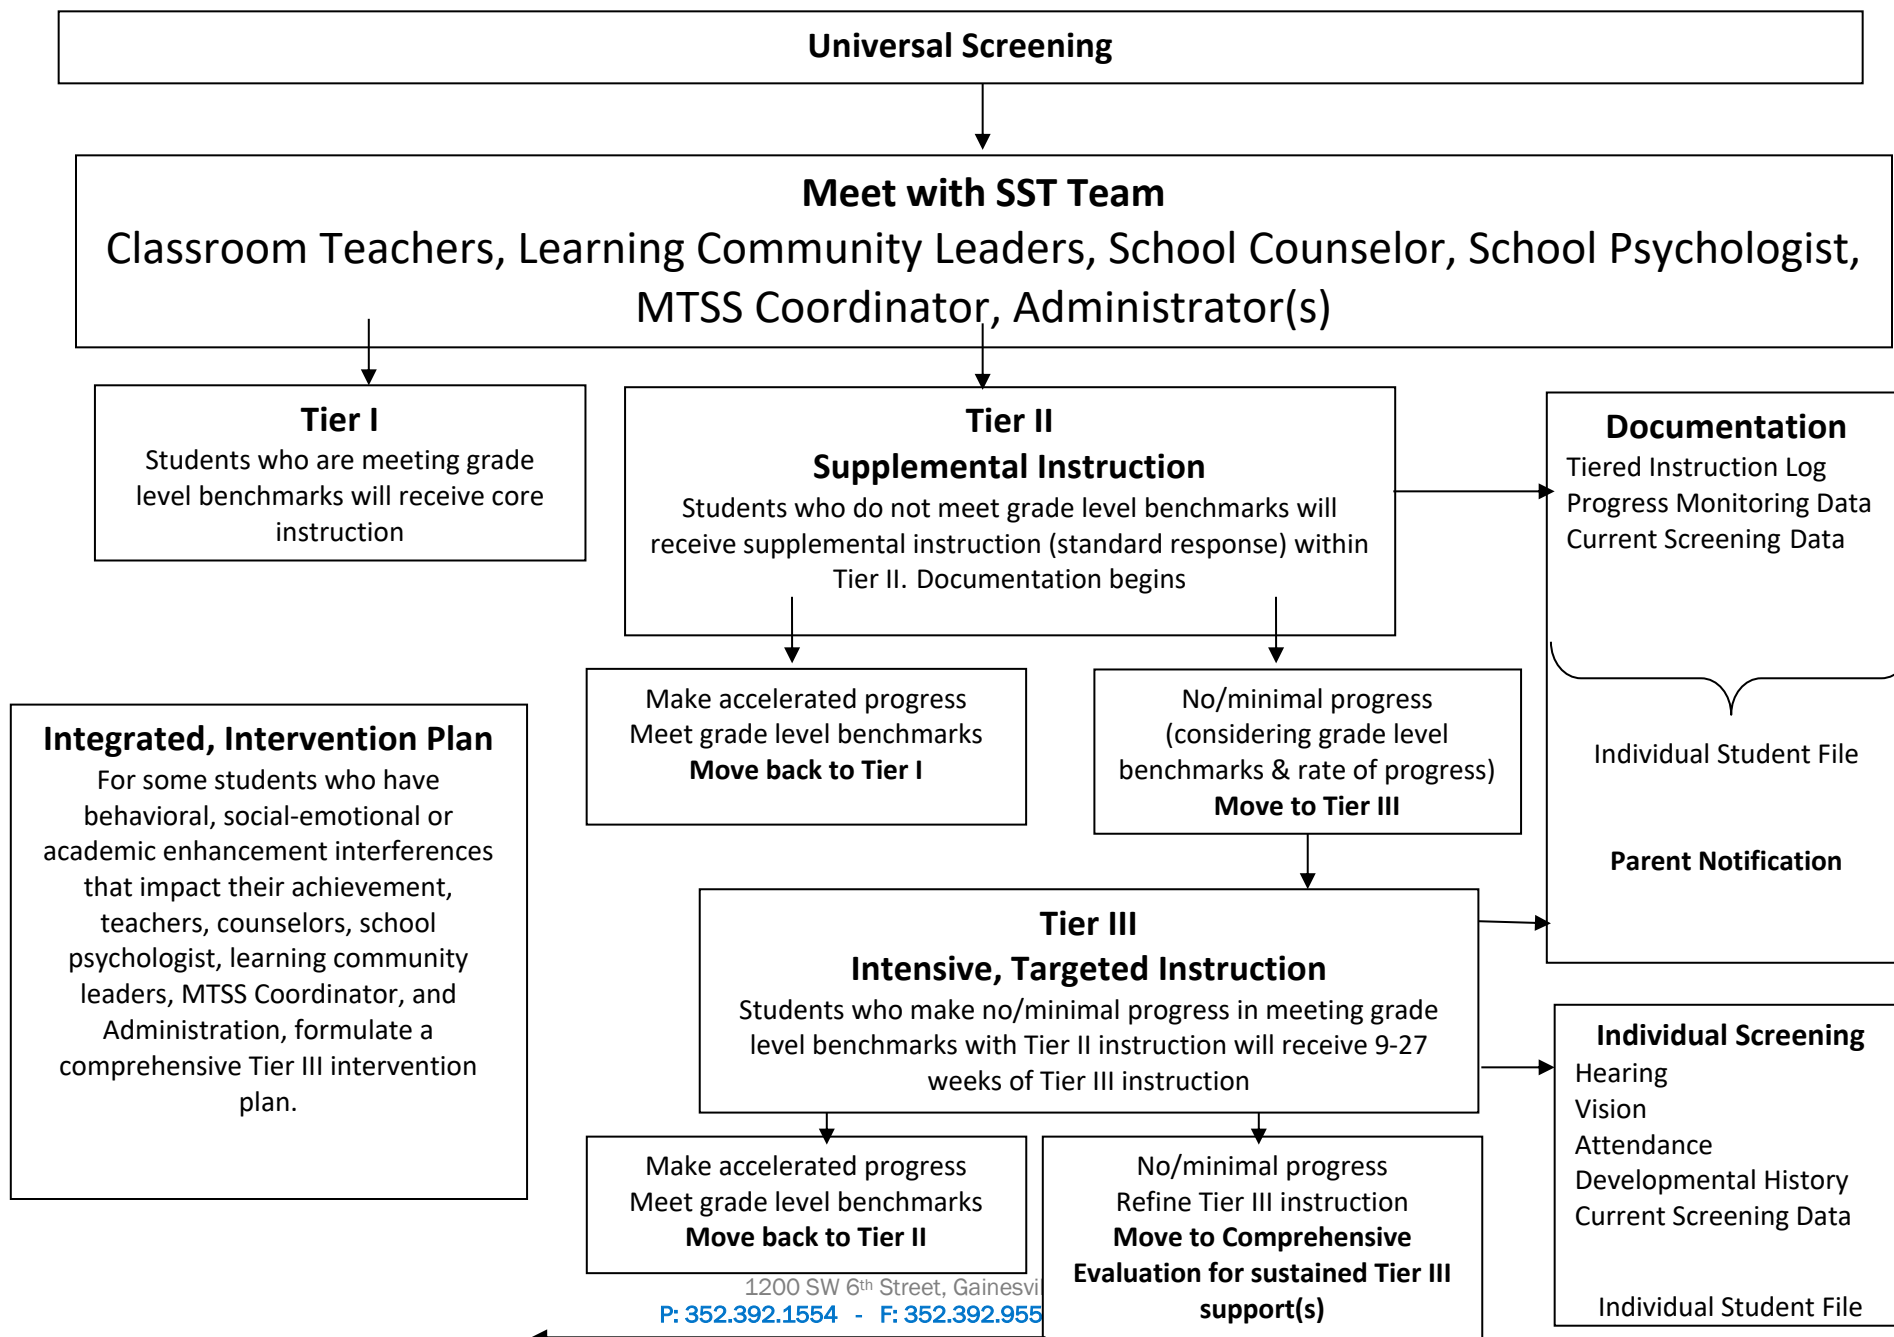 Universal Screening
Meet with SST Team
Classroom Teachers, Learning Community Leaders, School Counselor, School Psychologist,
MTSS Coordinator, Administrator(s)
Tier I
Students who are meeting grade
level benchmarks will receive core
instruction
Tier II
Supplemental Instruction
Students who do not meet grade level benchmarks will
receive supplemental instruction (standard response) within
Tier II. Documentation begins
Documentation
Tiered Instruction Log
Progress Monitoring Data
Current Screening Data
Individual Student File
Parent Notification
Make accelerated progress
Meet grade level benchmarks
Move back to Tier I
No/minimal progress
(considering grade level
benchmarks & rate of progress)
Move to Tier III
Integrated, Intervention Plan
For some students who have
behavioral, social-emotional or
academic enhancement interferences
that impact their achievement,
teachers, counselors, school
psychologist, learning community
leaders, MTSS Coordinator, and
Administration, formulate a
comprehensive Tier III intervention
plan.
Tier III
Intensive, Targeted Instruction
Students who make no/minimal progress in meeting grade
level benchmarks with Tier II instruction will receive 9-27
weeks of Tier III instruction
Individual Screening
Hearing
Vision
Attendance
Developmental History
Current Screening Data
Individual Student File
Make accelerated progress
Meet grade level benchmarks
Move back to Tier II
No/minimal progress
Refine Tier III instruction
Move to Comprehensive
Evaluation for sustained Tier III
support(s)
1200 SW 6th Street,
P: 352.392.1554 - F: 352.392.955